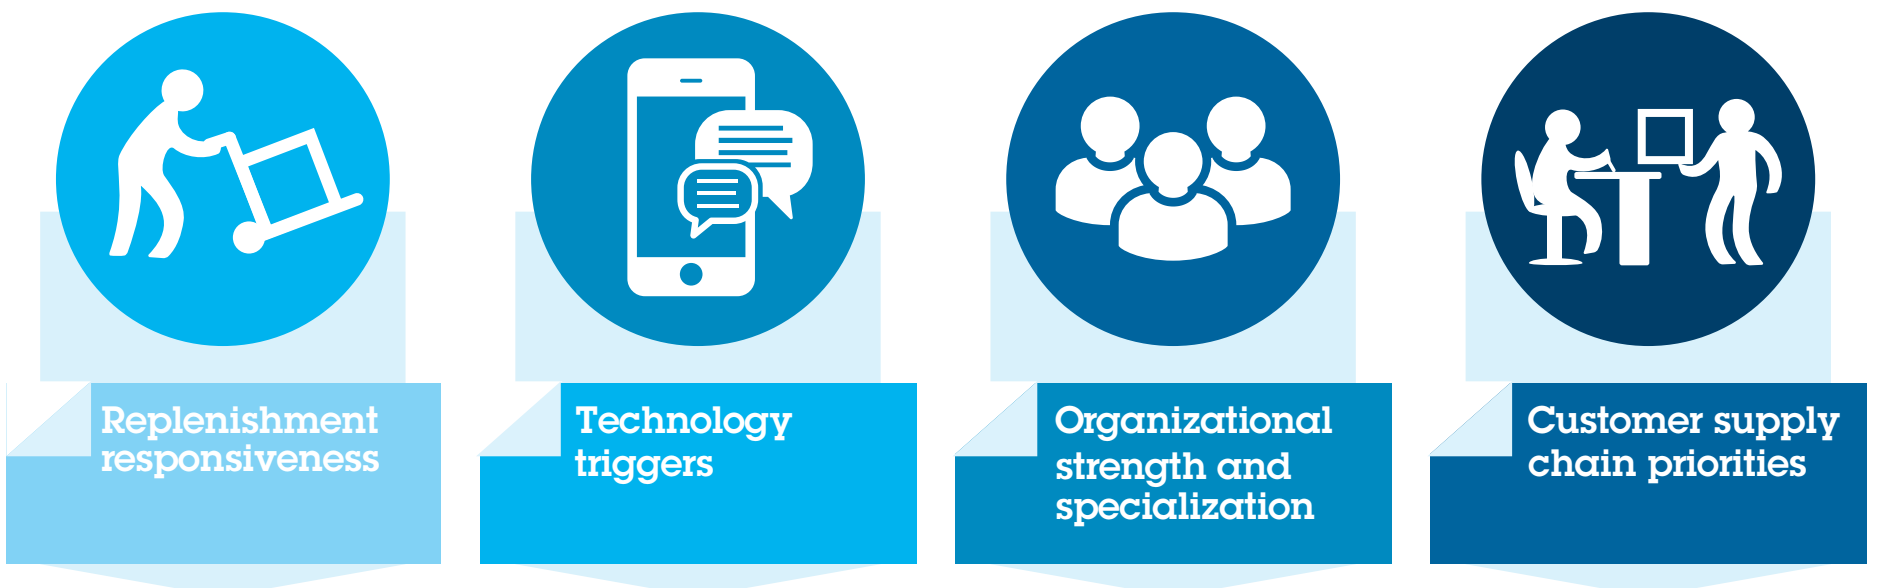 Replenishment
responsiveness
Technology
triggers
Organizational
strength and
specialization
Customer supply
chain priorities